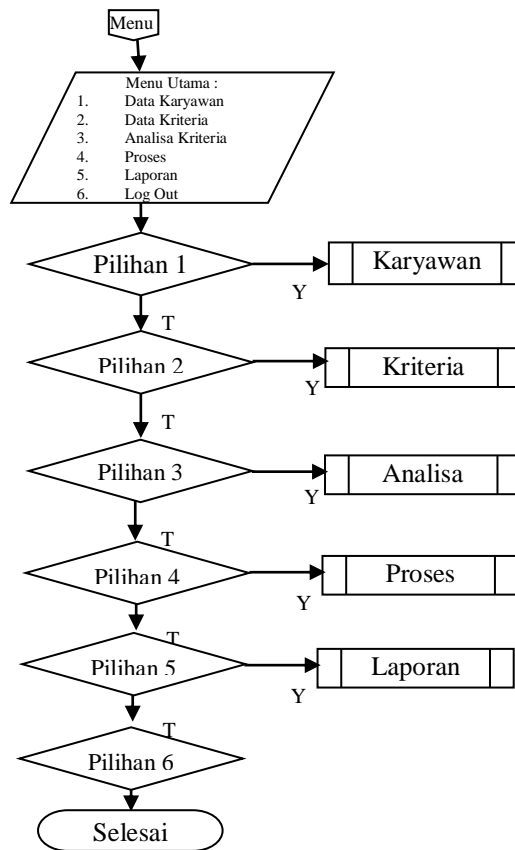 Menu
Menu Utama :
1. Data Karyawan
2. Data Kriteria
3. Analisa Kriteria
4. Proses
5. Laporan
6. Log Out
Pilihan 1
Y
Karyawan
T
Pilihan 2
Y
Kriteria
T
Pilihan 3
Y
Analisa
T
Pilihan 4
Y
Proses
T
Pilihan 5
Y
Laporan
T
Pilihan 6
Selesai